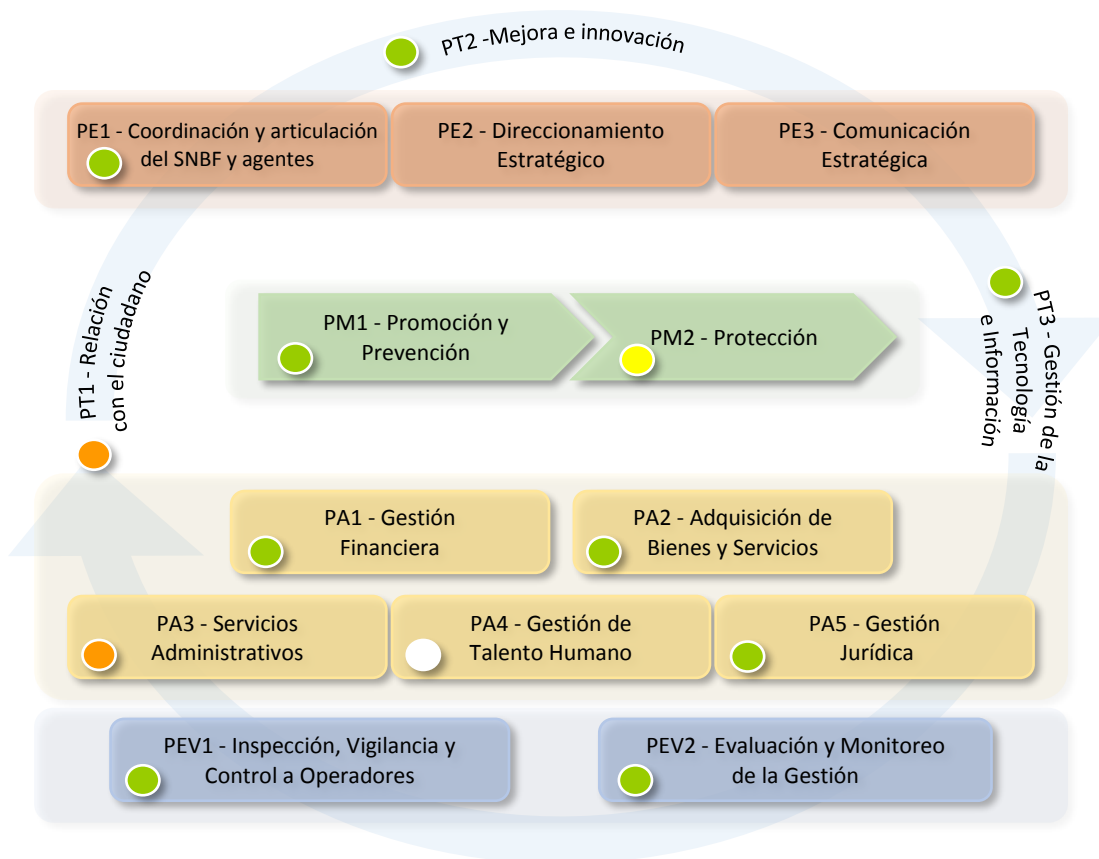 PT2 -Mejora e innovación
PE1 - Coordinación y articulación
del SNBF y agentes
PE2 - Direccionamiento
Estratégico
PE3 - Comunicación
Estratégica
PT1 - Relación
con el ciudadano
PM1 - Promoción y
Prevención
PM2 - Protección
PT3 - Gestión de la
Tecnología
e Información
PA1 - Gestión
Financiera
PA2 - Adquisición de
Bienes y Servicios
PA3 - Servicios
Administrativos
PA4 - Gestión de
Talento Humano
PA5 - Gestión
Jurídica
PEV1 - Inspección, Vigilancia y
Control a Operadores
PEV2 - Evaluación y Monitoreo
de la Gestión